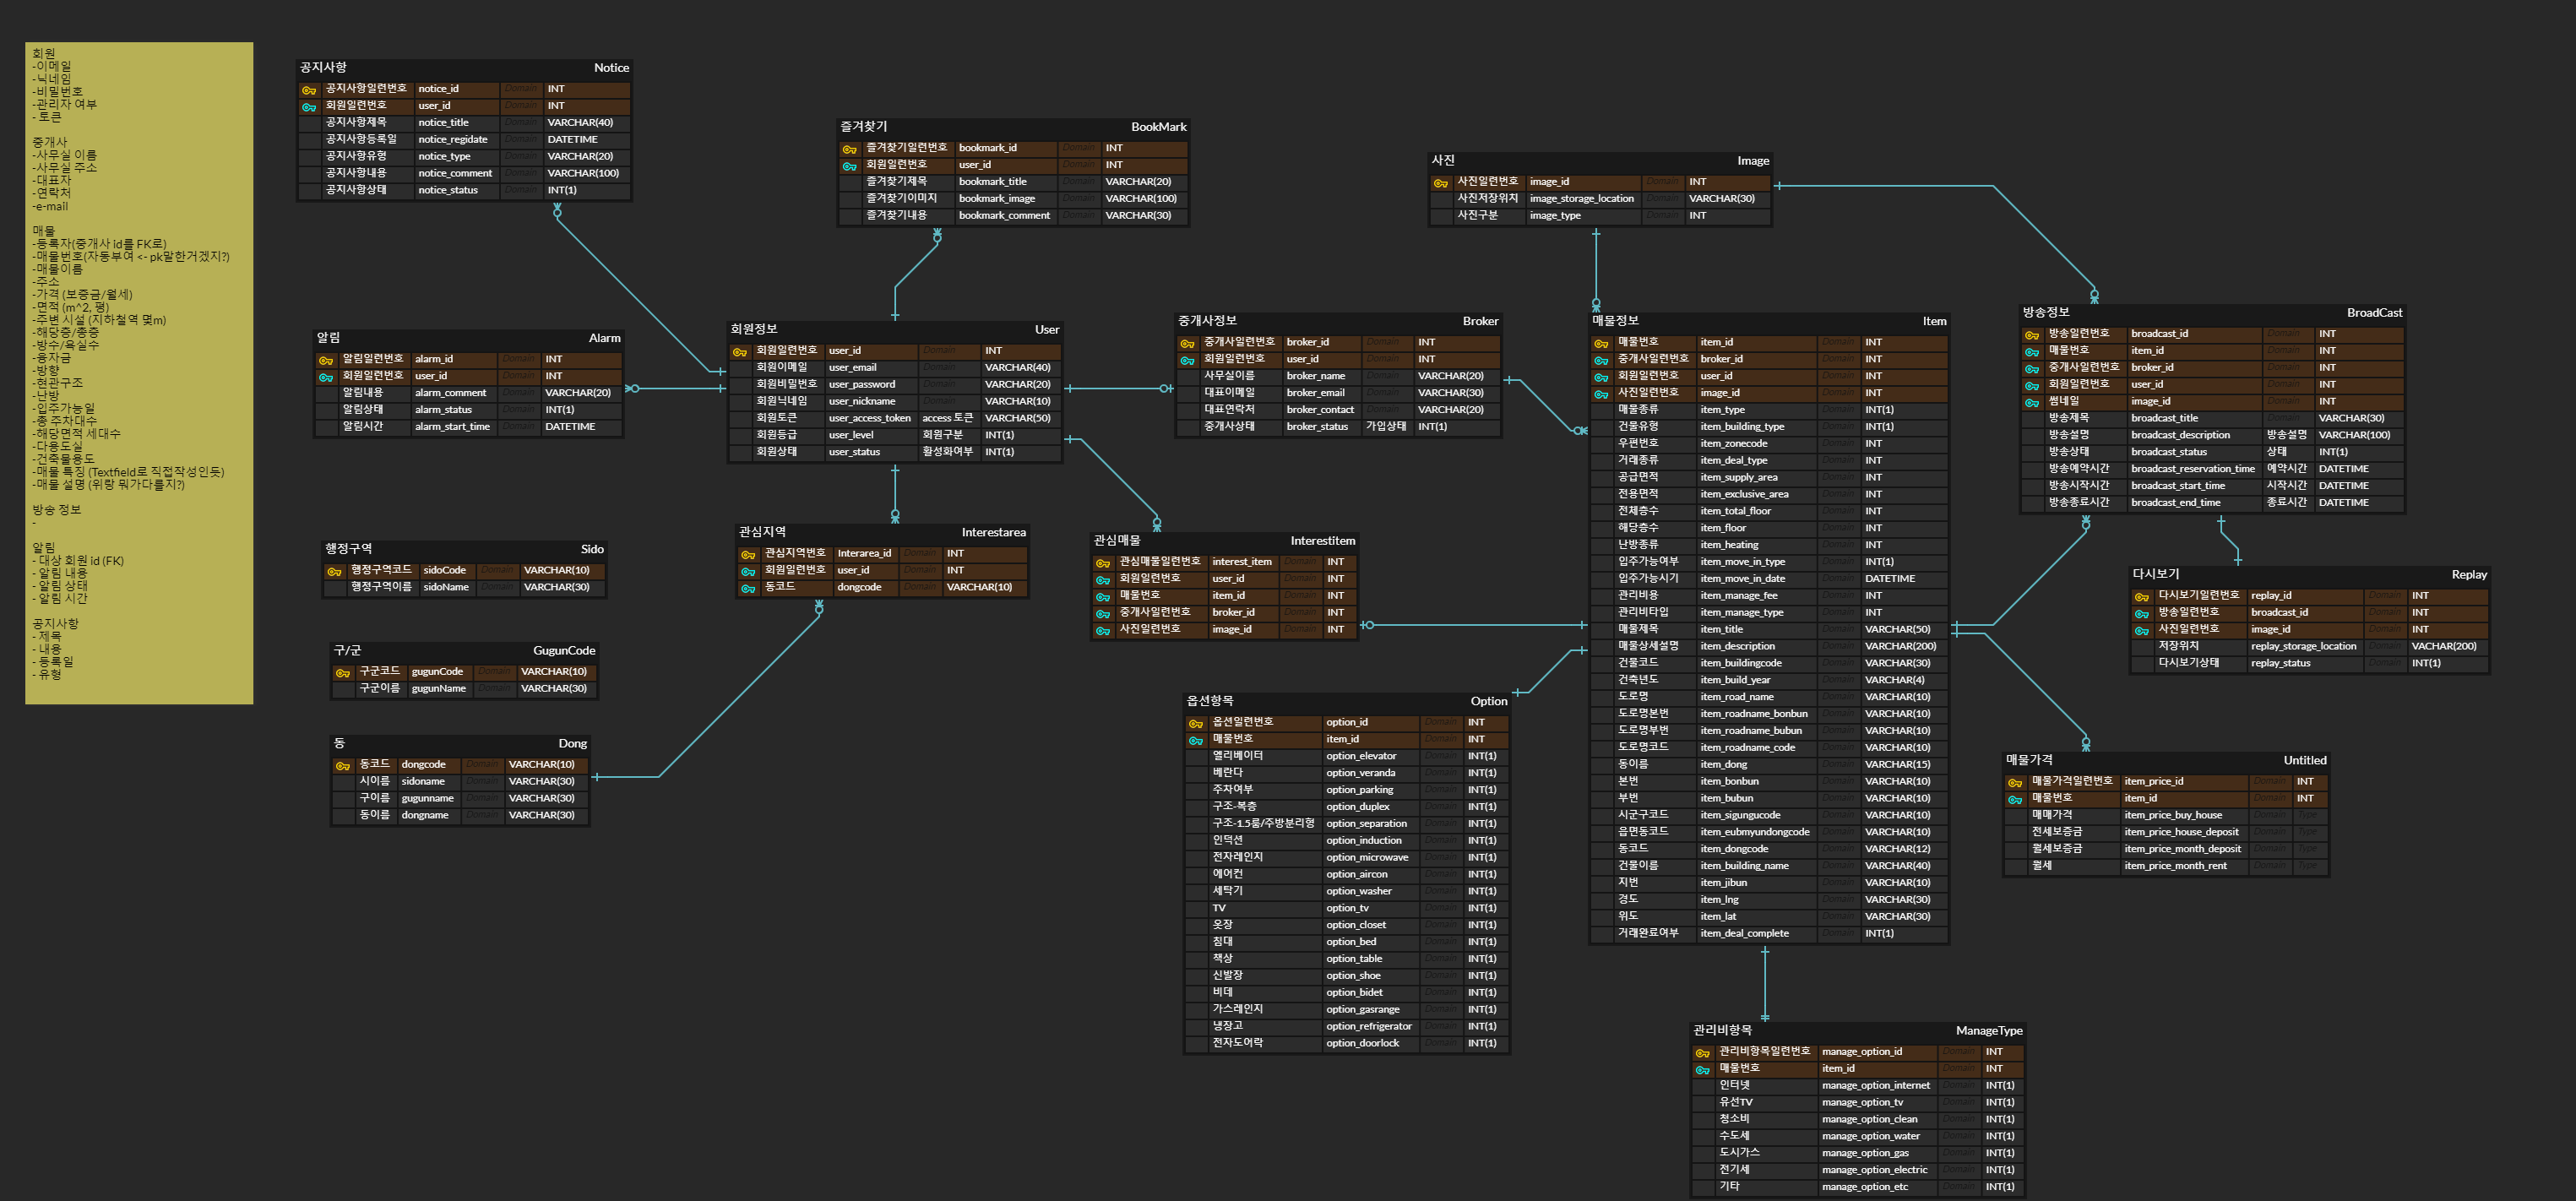 회원
-이메일
-닉네임
-비밀번호
-관리자 여부
- 토큰
중개사
-사무실 이름
-사무실 주소
-대표자
-연락처
-e-mail
매물
-등록자(중개사 id를 FK로)
-매물번호(자동부여 <- pk말한거겠지?)
-매물이름
-주소
-가격 (보증금/월세)
-면적 (m^2, 평)
-주변 시설 (지하철역 몇m)
-해당층/총층
-방수/욕실수
-융자금
-방향
-현관구조
-난방
-입주가능일
-총 주차대수
-해당면적 세대수
-다용도실
-건축물용도
-매물 특징 (Textfield로 직접작성인듯)
-매물 설명 (위랑 뭐가다를지?)
방송 정보
-
알림
- 대상 회원 id (FK)
- 알림 내용
- 알림 상태
- 알림 시간
공지사항
- 제목
- 내용
- 등록일
- 유형
공지사항 Notice
공지사항일련번호 notice_id Domain INT
회원일련번호 user_id Domain INT
공지사항제목 notice_title Domain VARCHAR(40)
공지사항등록일 notice_regidate Domain DATETIME
공지사항유형 notice_type Domain VARCHAR(20)
공지사항내용 notice_comment Domain VARCHAR(100)
공지사항상태 notice_status Domain INT(1)
즐겨찾기 BookMark
즐겨찾기일련번호 bookmark_id Domain INT
회원일련번호 user_id Domain INT
즐겨찾기제목 bookmark_title Domain VARCHAR(20)
즐겨찾기이미지 bookmark_image Domain VARCHAR(100)
즐겨찾기내용 bookmark_comment Domain VARCHAR(30)
사진 Image
사진일련번호 image_id Domain INT
사진저장위치 image_storage_location Domain VARCHAR(30)
사진구분 image_type Domain INT
알림 Alarm
알림일련번호 alarm_id Domain INT
회원일련번호 user_id Domain INT
알림내용 alarm_comment Domain VARCHAR(20)
알림상태 alarm_status Domain INT(1)
알림시간 alarm_start_time Domain DATETIME
회원정보 User
회원일련번호 user_id Domain INT
회원이메일 user_email Domain VARCHAR(40)
회원비밀번호 user_password Domain VARCHAR(20)
회원닉네임 user_nickname Domain VARCHAR(10)
회원토큰 user_access_token access 토큰 VARCHAR(50)
회원등급 user_level 회원구분 INT(1)
회원상태 user_status 활성화여부 INT(1)
중개사정보 Broker
중개사일련번호 broker_id Domain INT
회원일련번호 user_id Domain INT
사무실이름 broker_name Domain VARCHAR(20)
대표이메일 broker_email Domain VARCHAR(30)
대표연락처 broker_contact Domain VARCHAR(20)
중개사상태 broker_status 가입상태 INT(1)
매물정보 Item
매물번호 item_id Domain INT
중개사일련번호 broker_id Domain INT
회원일련번호 user_id Domain INT
사진일련번호 image_id Domain INT
매물종류 item_type Domain INT(1)
건물유형 item_building_type Domain INT(1)
우편번호 item_zonecode Domain INT
거래종류 item_deal_type Domain INT
공급면적 item_supply_area Domain INT
전용면적 item_exclusive_area Domain INT
전체층수 item_total_floor Domain INT
해당층수 item_floor Domain INT
난방종류 item_heating Domain INT
입주가능여부 item_move_in_type Domain INT(1)
입주가능시기 item_move_in_date Domain DATETIME
관리비용 item_manage_fee Domain INT
관리비타입 item_manage_type Domain INT
매물제목 item_title Domain VARCHAR(50)
매물상세설명 item_description Domain VARCHAR(200)
건물코드 item_buildingcode Domain VARCHAR(30)
건축년도 item_build_year Domain VARCHAR(4)
도로명 item_road_name Domain VARCHAR(10)
도로명본번 item_roadname_bonbun Domain VARCHAR(10)
도로명부번 item_roadname_bubun Domain VARCHAR(10)
도로명코드 item_roadname_code Domain VARCHAR(10)
동이름 item_dong Domain VARCHAR(15)
본번 item_bonbun Domain VARCHAR(10)
부번 item_bubun Domain VARCHAR(10)
시군구코드 item_sigungucode Domain VARCHAR(10)
읍면동코드 item_eubmyundongcode Domain VARCHAR(10)
동코드 item_dongcode Domain VARCHAR(12)
건물이름 item_building_name Domain VARCHAR(40)
지번 item_jibun Domain VARCHAR(10)
경도 item_lng Domain VARCHAR(30)
위도 item_lat Domain VARCHAR(30)
거래완료여부 item_deal_complete Domain INT(1)
방송정보 BroadCast
방송일련번호 broadcast_id Domain INT
매물번호 item_id Domain INT
중개사일련번호 broker_id Domain INT
회원일련번호 user_id Domain INT
썸네일 image_id Domain INT
방송제목 broadcast_title Domain VARCHAR(30)
방송설명 broadcast_description 방송설명 VARCHAR(100)
방송상태 broadcast_status 상태 INT(1)
방송예약시간 broadcast_reservation_time 예약시간 DATETIME
방송시작시간 broadcast_start_time 시작시간 DATETIME
방송종료시간 broadcast_end_time 종료시간 DATETIME
관심지역 Interestarea
관심지역번호 Interarea_id Domain INT
회원일련번호 user_id Domain INT
동코드 dongcode Domain VARCHAR(10)
관심매물 Interestitem
관심매물일련번호 interest_item Domain INT
회원일련번호 user_id Domain INT
매물번호 item_id Domain INT
중개사일련번호 broker_id Domain INT
사진일련번호 image_id Domain INT
행정구역 Sido
행정구역코드 sidoCode Domain VARCHAR(10)
행정구역이름 sidoName Domain VARCHAR(30)
구/군 GugunCode
구군코드 gugunCode Domain VARCHAR(10)
구군이름 gugunName Domain VARCHAR(30)
동 Dong
동코드 dongcode Domain VARCHAR(10)
시이름 sidoname Domain VARCHAR(30)
구이름 gugunname Domain VARCHAR(30)
동이름 dongname Domain VARCHAR(30)
다시보기 Replay
다시보기일련번호 replay_id Domain INT
방송일련번호 broadcast_id Domain INT
사진일련번호 image_id Domain INT
저장위치 replay_storage_location Domain VACHAR(200)
다시보기상태 replay_status Domain INT(1)
옵션항목 Option
옵션일련번호 option_id Domain INT
매물번호 item_id Domain INT
엘리베이터 option_elevator Domain INT(1)
베란다 option_veranda Domain INT(1)
주차여부 option_parking Domain INT(1)
구조-복층 option_duplex Domain INT(1)
구조-1.5룸/주방분리형 option_separation Domain INT(1)
인덕션 option_induction Domain INT(1)
전자레인지 option_microwave Domain INT(1)
에어컨 option_aircon Domain INT(1)
세탁기 option_washer Domain INT(1)
TV option_tv Domain INT(1)
옷장 option_closet Domain INT(1)
침대 option_bed Domain INT(1)
책상 option_table Domain INT(1)
신발장 option_shoe Domain INT(1)
비데 option_bidet Domain INT(1)
가스레인지 option_gasrange Domain INT(1)
냉장고 option_refrigerator Domain INT(1)
전자도어락 option_doorlock Domain INT(1)
매물가격 Untitled
매물가격일련번호 item_price_id Domain INT
매물번호 item_id Domain INT
매매가격 item_price_buy_house Domain Type
전세보증금 item_price_house_deposit Domain Type
월세보증금 item_price_month_deposit Domain Type
월세 item_price_month_rent Domain Type
관리비항목 ManageType
관리비항목일련번호 manage_option_id Domain INT
매물번호 item_id Domain INT
인터넷 manage_option_internet Domain INT(1)
유선TV manage_option_tv Domain INT(1)
청소비 manage_option_clean Domain INT(1)
수도세 manage_option_water Domain INT(1)
도시가스 manage_option_gas Domain INT(1)
전기세 manage_option_electric Domain INT(1)
기타 manage_option_etc Domain INT(1)